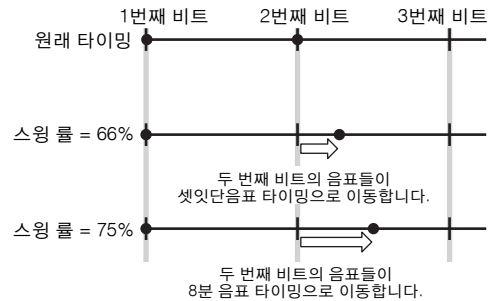 1번째 비트 2번째 비트 3번째 비트
원래 타이밍
스윙 률 = 66%
두 번째 비트의 음표들이
셋잇단음표 타이밍으로 이동합니다.
스윙 률 = 75%
두 번째 비트의 음표들이
8분 음표 타이밍으로 이동합니다.